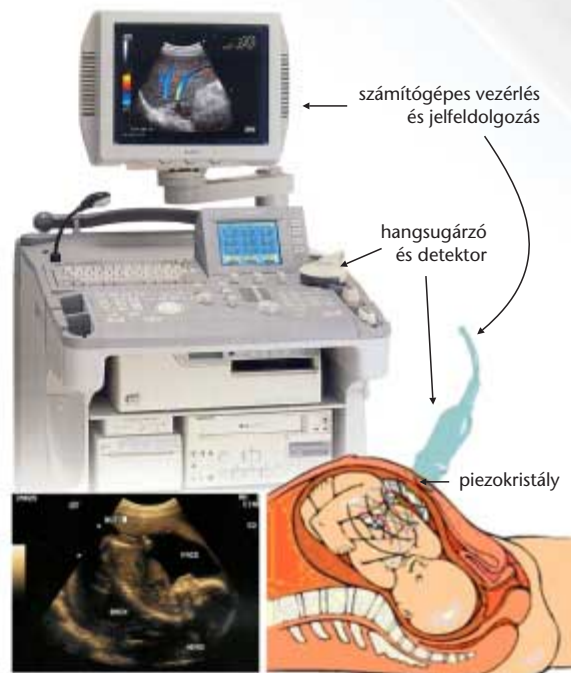 számítógépes vezérlés
és jelfeldolgozás
hangsugárzó
és detektor
piezokristály